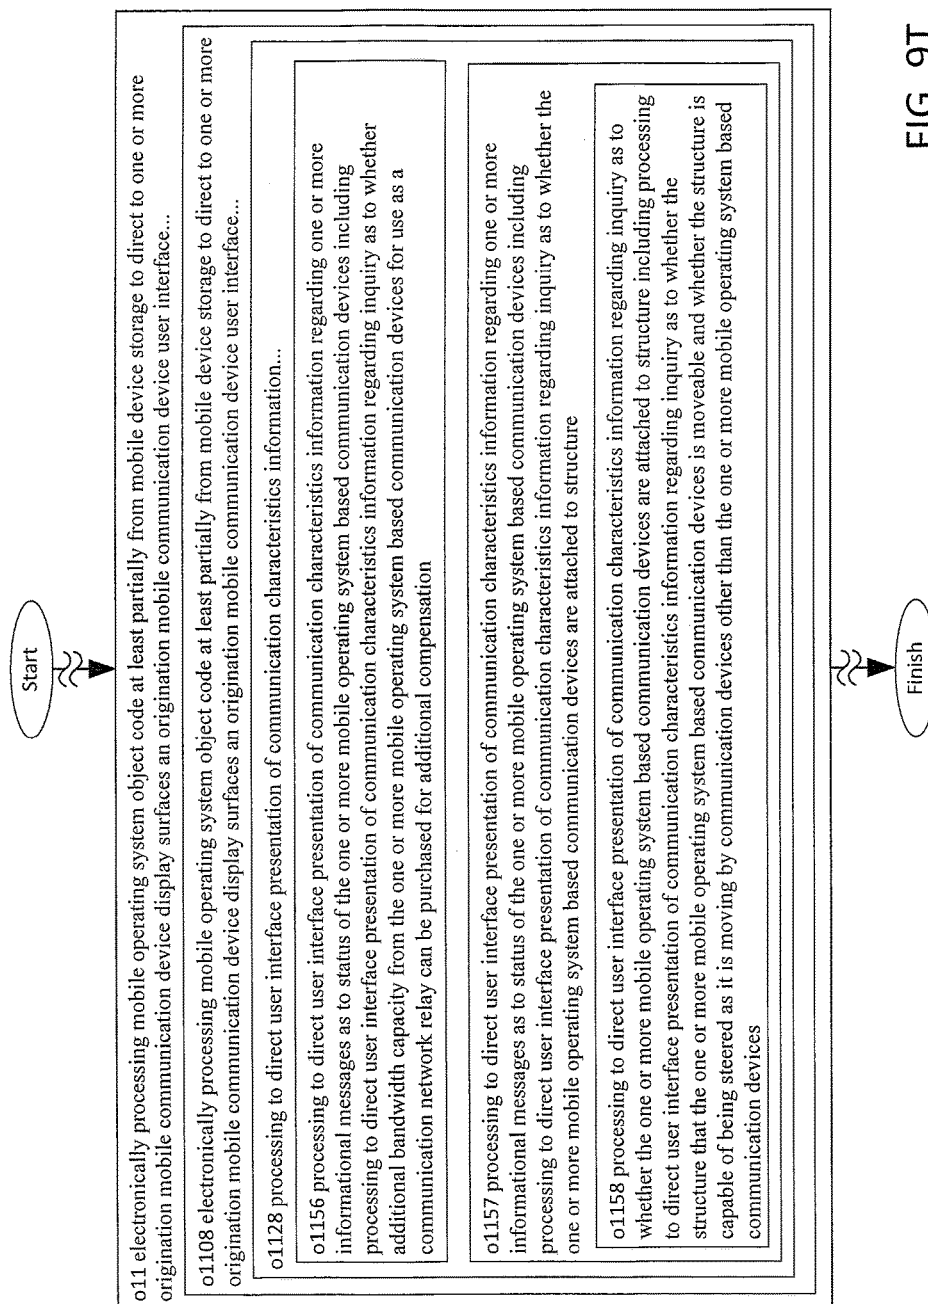 Start
o11 electronically processing mobile operating system object code at least partially from mobile device storage to direct to one or more
origination mobile communication device display surfaces an origination mobile communication device user interface...
o1108 electronically processing mobile operating system object code at least partially from mobile device storage to direct to one or more
origination mobile communication device display surfaces an origination mobile communication device user interface...
o1128 processing to direct user interface presentation of communication characteristics information...
o1156 processing to direct user interface presentation of communication characteristics information regarding one or more
informational messages as to status of the one or more mobile operating system based communication devices including
processing to direct user interface presentation of communication characteristics information regarding inquiry as to whether
additional bandwidth capacity from the one or more mobile operating system based communication devices for use as a
communication network relay can be purchased for additional compensation
o1157 processing to direct user interface presentation of communication characteristics information regarding one or more
informational messages as to status of the one or more mobile operating system based communication devices including
processing to direct user interface presentation of communication characteristics information regarding inquiry as to whether the
one or more mobile operating system based communication devices are attached to structure
o1158 processing to direct user interface presentation of communication characteristics information regarding inquiry as to
whether the one or more mobile operating system based communication devices are attached to structure including processing
to direct user interface presentation of communication characteristics information regarding inquiry as to whether the
structure that the one or more mobile operating system based communication devices is moveable and whether the structure is
capable of being steered as it is moving by communication devices other than the one or more mobile operating system based
communication devices
Finish
FIG. 9T